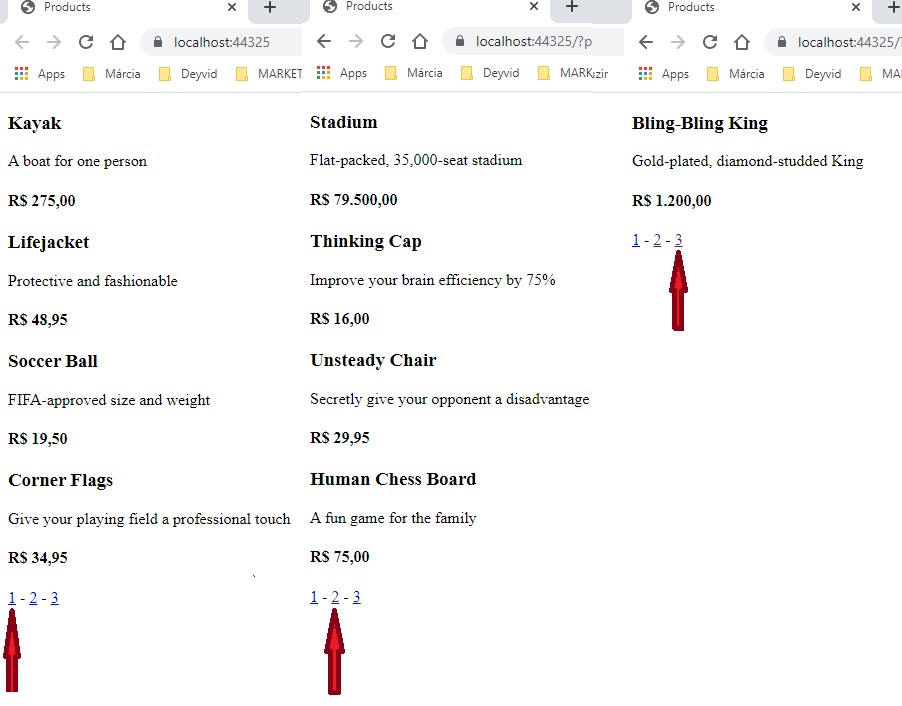 Products
localhost:44325
Apps Márcia Deyvid MARKET
Kayak
A boat for one person
R$ 275,00
Lifejacket
Protective and fashionable
R$ 48,95
Soccer Ball
FIFA-approved size and weight
R$ 19,50
Corner Flags
Give your playing field a professional touch
R$ 34,95
1 - 2 - 3
Products
localhost:44325/?p
Apps Márcia Deyvid MARKızir
Stadium
Flat-packed, 35,000-seat stadium
R$ 79.500,00
Thinking Cap
Improve your brain efficiency by 75%
R$ 16,00
Unsteady Chair
Secretly give your opponent a disadvantage
R$ 29,95
Human Chess Board
A fun game for the family
R$ 75,00
1 - 2 - 3
Products
localhost:44325/?
Apps Márcia Deyvid MA
Bling-Bling King
Gold-plated, diamond-studded King
R$ 1.200,00
1 - 2 - 3